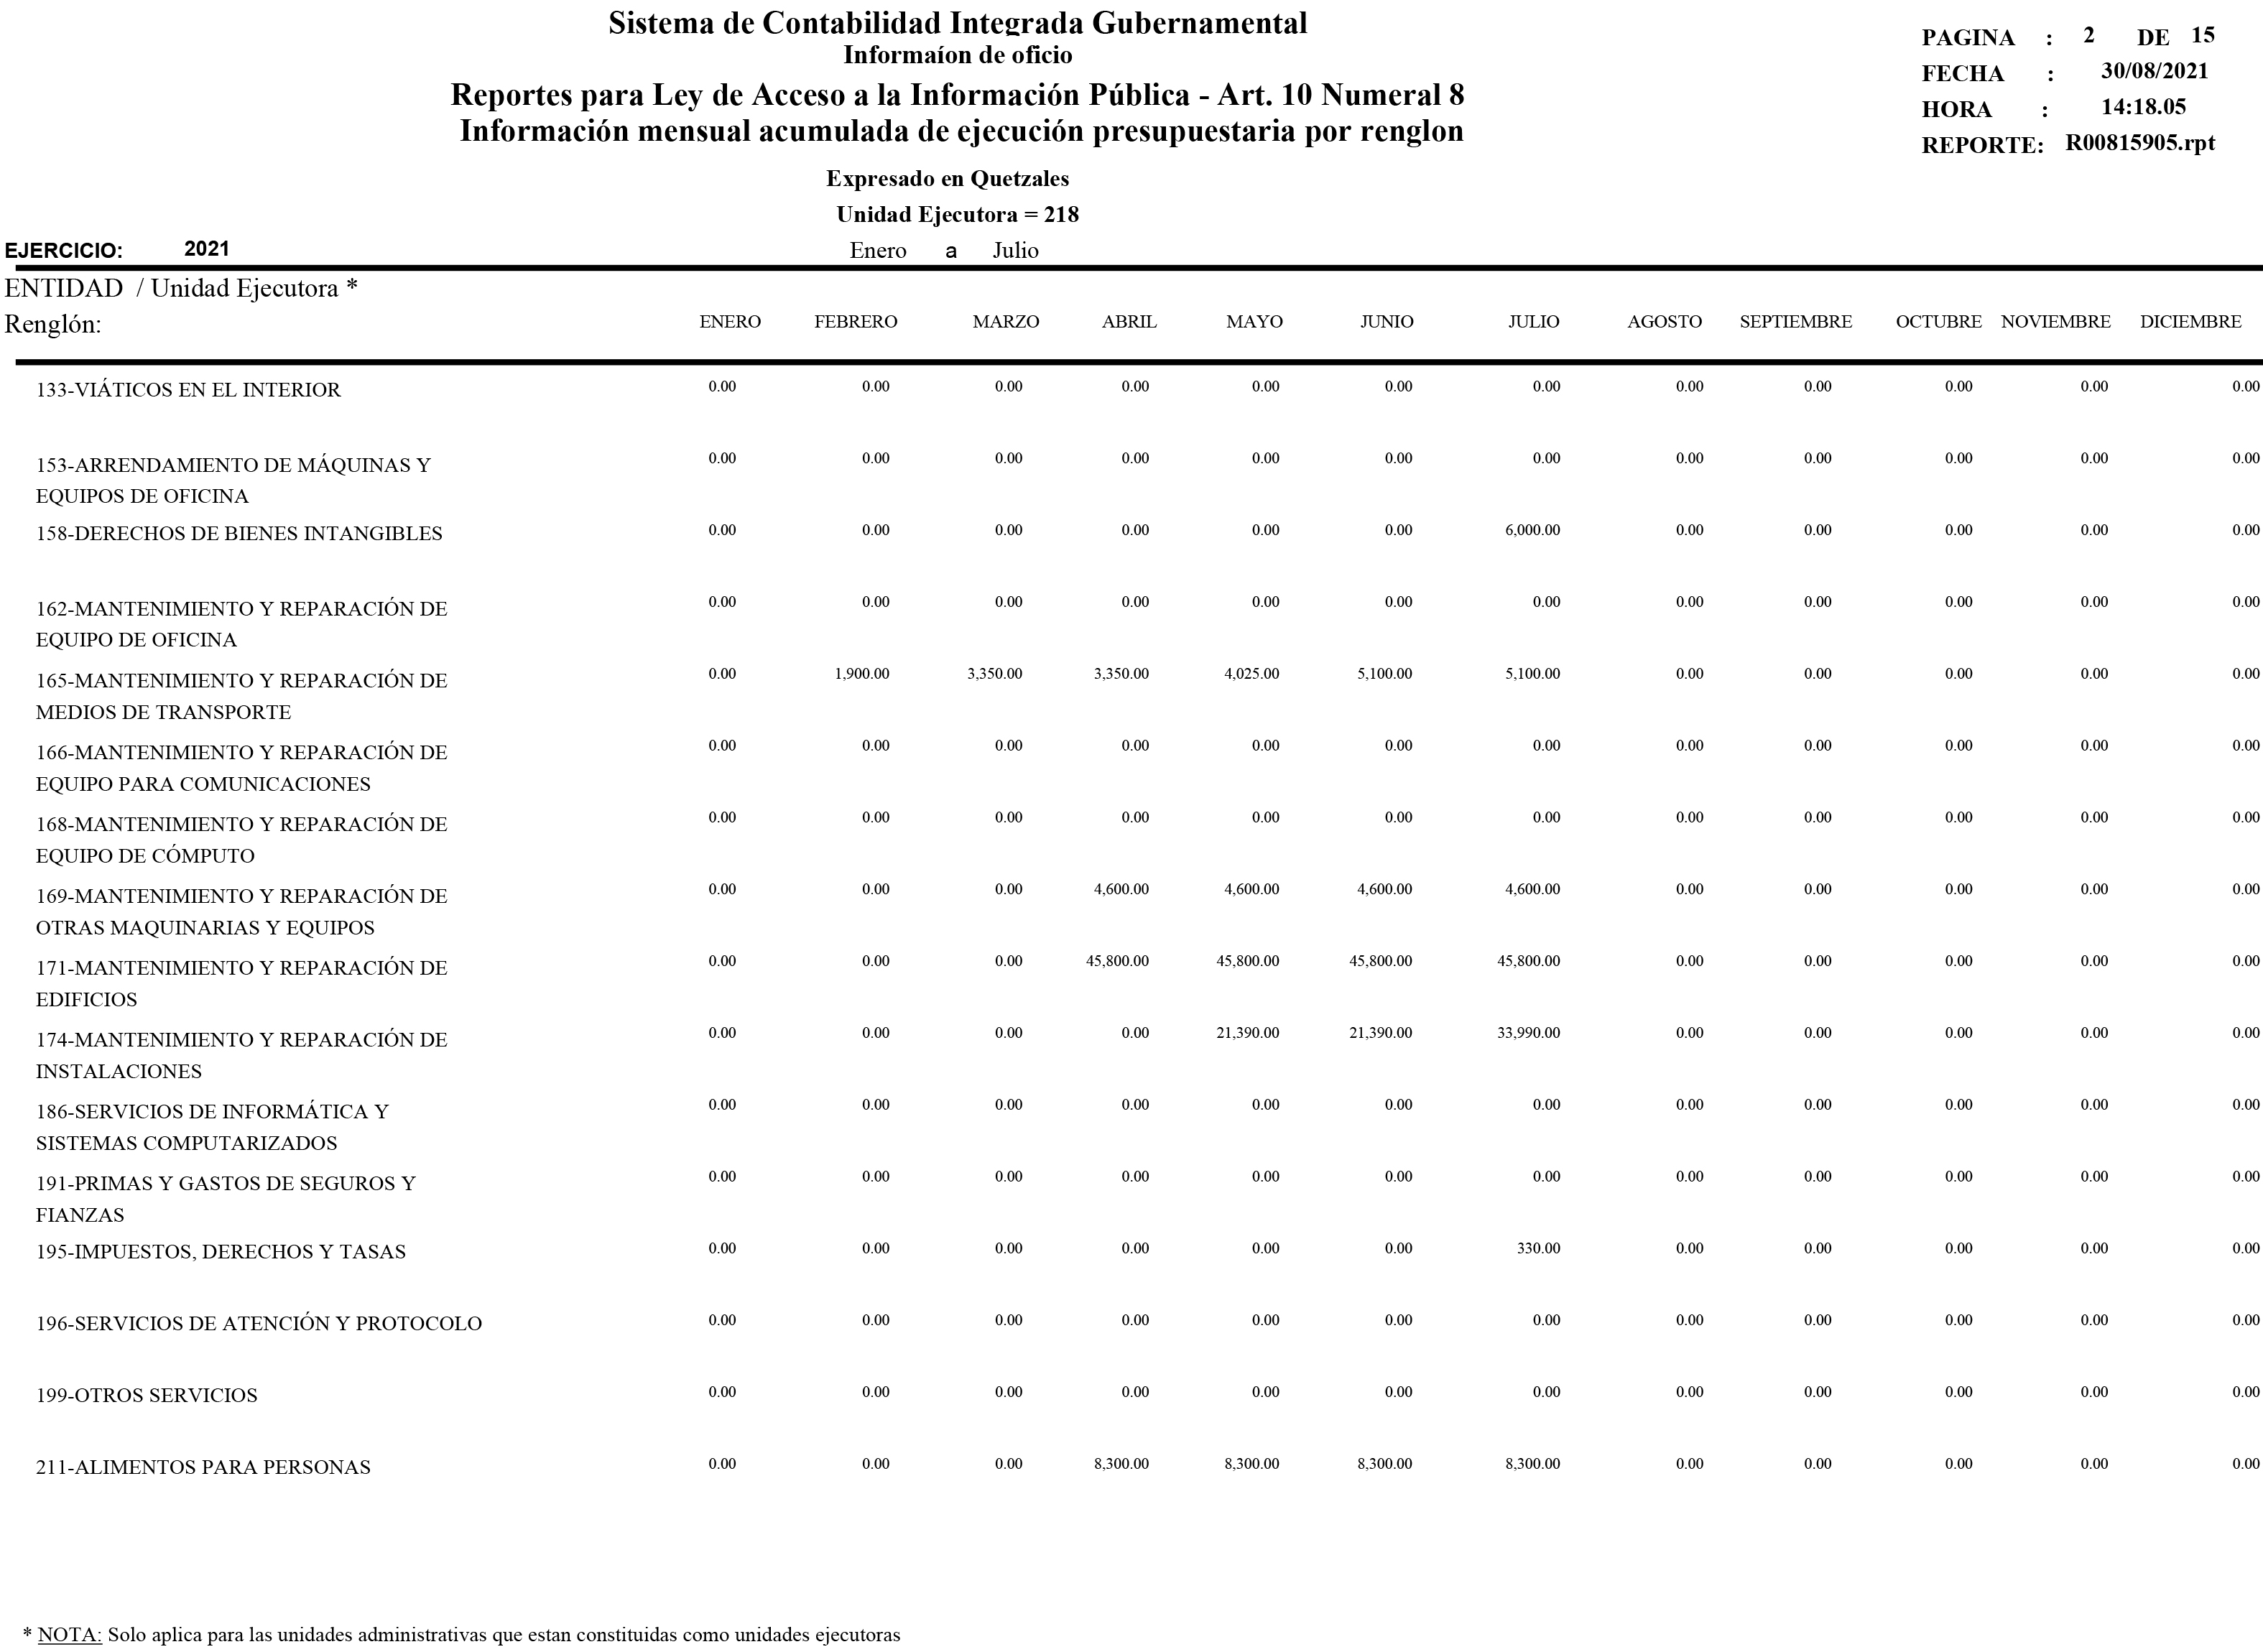 Sistema de Contabilidad Integrada Gubernamental
Informaíon de oficio
Reportes para Ley de Acceso a la Información Pública - Art. 10 Numeral 8
Información mensual acumulada de ejecución presupuestaria por renglon
Expresado en Quetzales
Unidad Ejecutora = 218
PAGINA : 2 DE 15
FECHA : 30/08/2021
HORA : 14:18.05
REPORTE: R00815905.rpt
EJERCICIO: 2021 Enero a Julio
ENTIDAD / Unidad Ejecutora *
Renglón: ENERO FEBRERO MARZO ABRIL MAYO JUNIO JULIO AGOSTO SEPTIEMBRE OCTUBRE NOVIEMBRE DICIEMBRE
133-VIÁTICOS EN EL INTERIOR 0.00 0.00 0.00 0.00 0.00 0.00 0.00 0.00 0.00 0.00 0.00 0.00
153-ARRENDAMIENTO DE MÁQUINAS Y 0.00 0.00 0.00 0.00 0.00 0.00 0.00 0.00 0.00 0.00 0.00 0.00
EQUIPOS DE OFICINA
158-DERECHOS DE BIENES INTANGIBLES 0.00 0.00 0.00 0.00 0.00 0.00 6,000.00 0.00 0.00 0.00 0.00 0.00
162-MANTENIMIENTO Y REPARACIÓN DE 0.00 0.00 0.00 0.00 0.00 0.00 0.00 0.00 0.00 0.00 0.00 0.00
EQUIPO DE OFICINA
165-MANTENIMIENTO Y REPARACIÓN DE 0.00 1,900.00 3,350.00 3,350.00 4,025.00 5,100.00 5,100.00 0.00 0.00 0.00 0.00 0.00
MEDIOS DE TRANSPORTE
166-MANTENIMIENTO Y REPARACIÓN DE 0.00 0.00 0.00 0.00 0.00 0.00 0.00 0.00 0.00 0.00 0.00 0.00
EQUIPO PARA COMUNICACIONES
168-MANTENIMIENTO Y REPARACIÓN DE 0.00 0.00 0.00 0.00 0.00 0.00 0.00 0.00 0.00 0.00 0.00 0.00
EQUIPO DE CÓMPUTO
169-MANTENIMIENTO Y REPARACIÓN DE 0.00 0.00 0.00 4,600.00 4,600.00 4,600.00 4,600.00 0.00 0.00 0.00 0.00 0.00
OTRAS MAQUINARIAS Y EQUIPOS
171-MANTENIMIENTO Y REPARACIÓN DE 0.00 0.00 0.00 45,800.00 45,800.00 45,800.00 45,800.00 0.00 0.00 0.00 0.00 0.00
EDIFICIOS
174-MANTENIMIENTO Y REPARACIÓN DE 0.00 0.00 0.00 0.00 21,390.00 21,390.00 33,990.00 0.00 0.00 0.00 0.00 0.00
INSTALACIONES
186-SERVICIOS DE INFORMÁTICA Y 0.00 0.00 0.00 0.00 0.00 0.00 0.00 0.00 0.00 0.00 0.00 0.00
SISTEMAS COMPUTARIZADOS
191-PRIMAS Y GASTOS DE SEGUROS Y 0.00 0.00 0.00 0.00 0.00 0.00 0.00 0.00 0.00 0.00 0.00 0.00
FIANZAS
195-IMPUESTOS, DERECHOS Y TASAS 0.00 0.00 0.00 0.00 0.00 0.00 330.00 0.00 0.00 0.00 0.00 0.00
196-SERVICIOS DE ATENCIÓN Y PROTOCOLO 0.00 0.00 0.00 0.00 0.00 0.00 0.00 0.00 0.00 0.00 0.00 0.00
199-OTROS SERVICIOS 0.00 0.00 0.00 0.00 0.00 0.00 0.00 0.00 0.00 0.00 0.00 0.00
211-ALIMENTOS PARA PERSONAS 0.00 0.00 0.00 8,300.00 8,300.00 8,300.00 8,300.00 0.00 0.00 0.00 0.00 0.00
* NOTA: Solo aplica para las unidades administrativas que estan constituidas como unidades ejecutoras